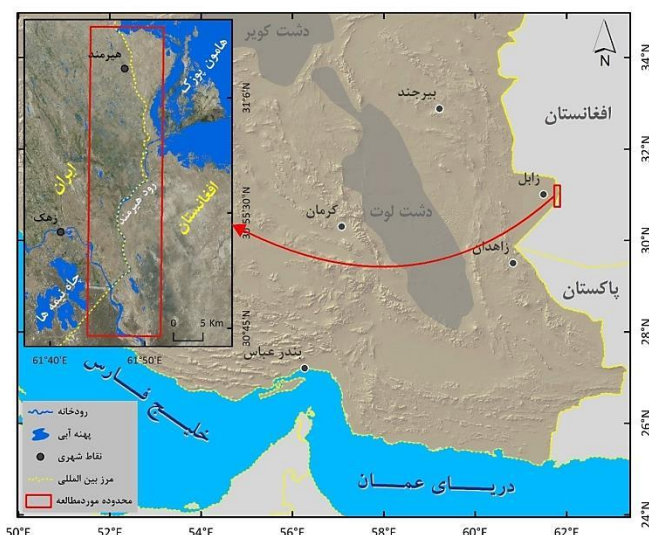 هیرمند
هامون پوزک
ایران
رود هیرمند
افغانستان
زهک
چاه نیمه ها
0 5 Km
61°40'E 61°50'E
31°6'N
30°55'30"N
30°45'N
دشت کویر
بیرجند
افغانستان
زابل
دشت لوت
کرمان
زاهدان
پاکستان
بندر عباس
خلیج فارس
دریای عمان
N
34°N
32°N
30°N
28°N
26°N
24°N
رودخانه
پهنه آبی
نقاط شهری
مرز بین المللی
محدوده موردمطالعه
50°E 52°E 54°E 56°E 58°E 60°E 62°E